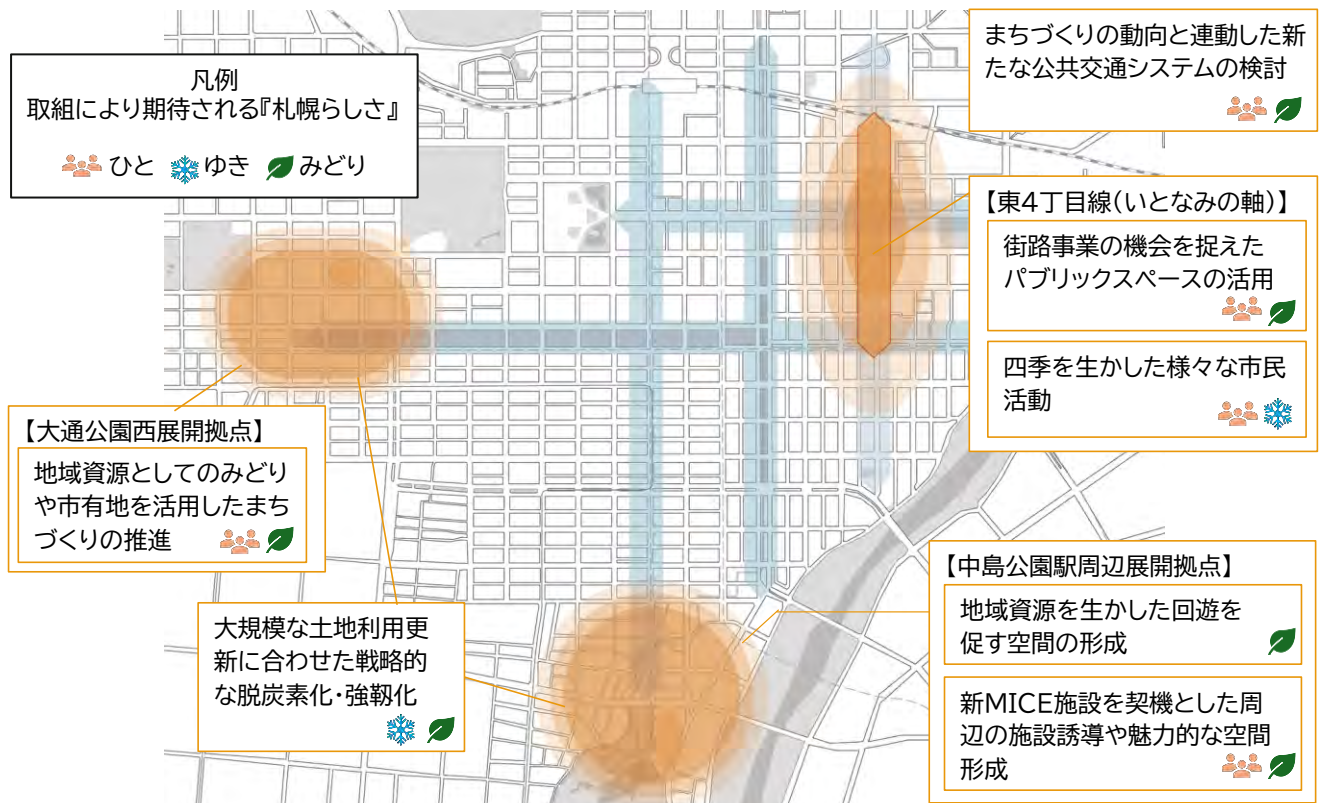 凡例
取組により期待される『札幌らしさ』
ひと ゆき みどり
まちづくりの動向と連動した新
たな公共交通システムの検討
【東4丁目線(いとなみの軸)】
街路事業の機会を捉えた
パブリックスペースの活用
四季を生かした様々な市民
活動
【大通公園西展開拠点】
地域資源としてのみどり
や市有地を活用したまち
づくりの推進
大規模な土地利用更
新に合わせた戦略的
な脱炭素化・強靱化
【中島公園駅周辺展開拠点】
地域資源を生かした回遊を
促す空間の形成
新MICE施設を契機とした周
辺の施設誘導や魅力的な空間
形成